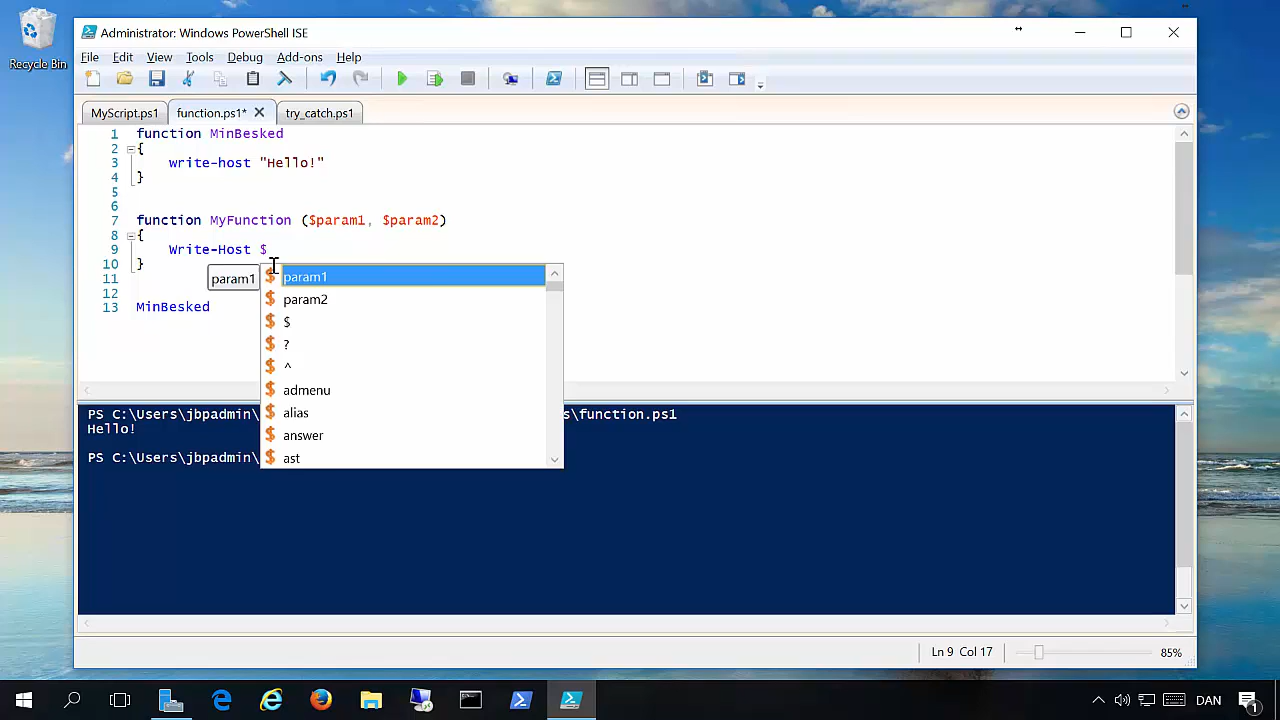 Recycle Bin
Administrator: Windows PowerShell ISE
File Edit View Tools Debug Add-ons Help
MyScript.ps1 function.ps1* try_catch.ps1
1 function MinBesked
2 {
3 write-host "Hello!"
4 }
5
6
7 function MyFunction ($param1, $param2)
8 {
9 Write-Host $
10 }
11
12
13 MinBesked
param1
$ param1
$ param2
$ $
$ ?
$ ^
$ admenu
$ alias
$ answer
$ ast
PS C:\Users\jbpadmin\ s\function.ps1
Hello!
PS C:\Users\jbpadmin\
Ln 9 Col 17 85%
DAN 1